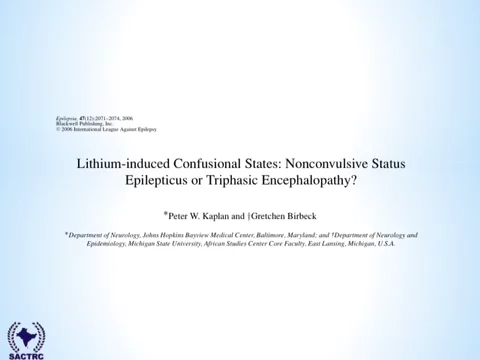 Epilepsia, 47(12):2071–2074, 2006
Blackwell Publishing, Inc.
© 2006 International League Against Epilepsy
Lithium-induced Confusional States: Nonconvulsive Status
Epilepticus or Triphasic Encephalopathy?
*Peter W. Kaplan and †Gretchen Birbeck
*Department of Neurology, Johns Hopkins Bayview Medical Center, Baltimore, Maryland; and †Department of Neurology and
Epidemiology, Michigan State University, African Studies Center Core Faculty, East Lansing, Michigan, U.S.A.
SACTRC